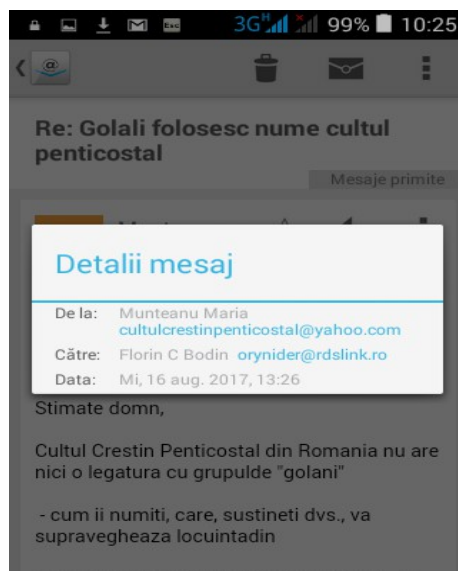 Esc 3G H 99% 10:25
Re: Golali folosesc nume cultul
penticostal
Mesaje primite
Detalii mesaj
De la: Munteanu Maria
cultulcrestinpenticostal@yahoo.com
Către: Florin C Bodin orynider@rdslink.ro
Data: Mi, 16 aug. 2017, 13:26
Stimate domn,
Cultul Crestin Penticostal din Romania nu are
nici o legatura cu grupulde "golani"
- cum ii numiti, care, sustineti dvs., va
supravegheaza locuintadin